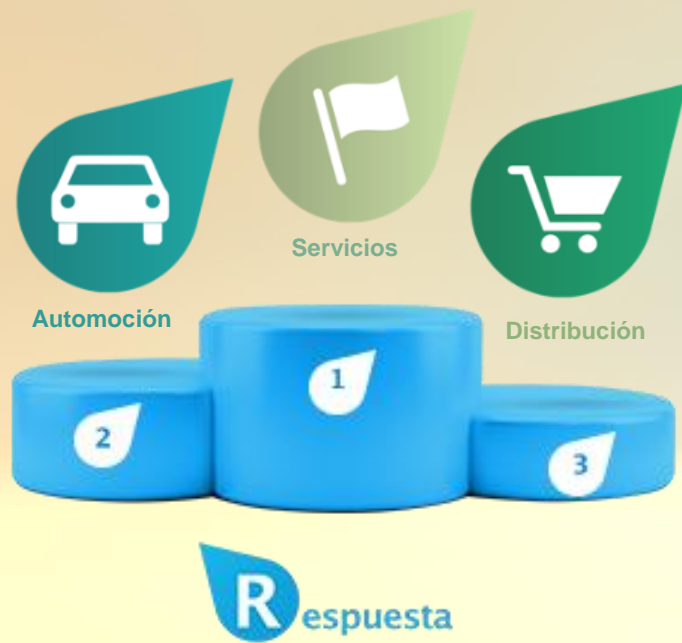 Servicios
Automoción
Distribución
1
2
3
Respuesta